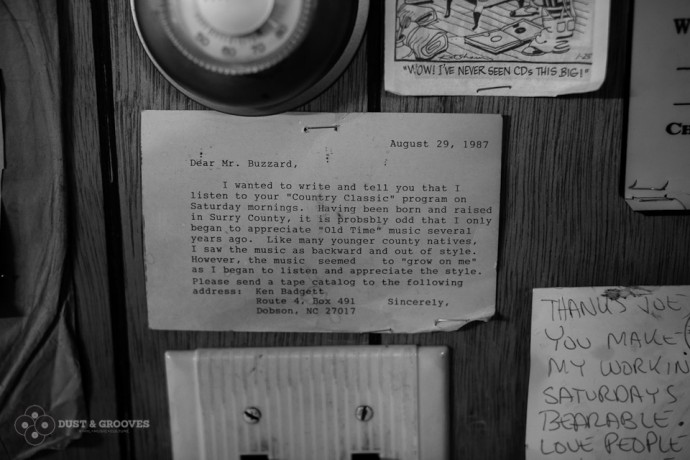 50
60
"WOW! I'VE NEVER SEEN CDs THIS BIG!"
August 29, 1987
Dear Mr. Buzzard,
I wanted to write and tell you that I
listen to your "Country Classic" program on
Saturday mornings. Having been born and raised
in Surry County, it is probsbly odd that I only
began to appreciate "Old Time" music several
years ago. Like many younger county natives,
I saw the music as backward and out of style.
However, the music seemed to "grow on me"
as I began to listen and appreciate the style.
Please send a tape catalog to the following
address: Ken Badgett
Route 4, Box 491 Sincerely,
Dobson, NC 27017
THANKS JOE
YOU MAKE
MY WORKIN
SATURDAYS
BEARABLE.
LOVE PEOPLE
DUST & GROOVES